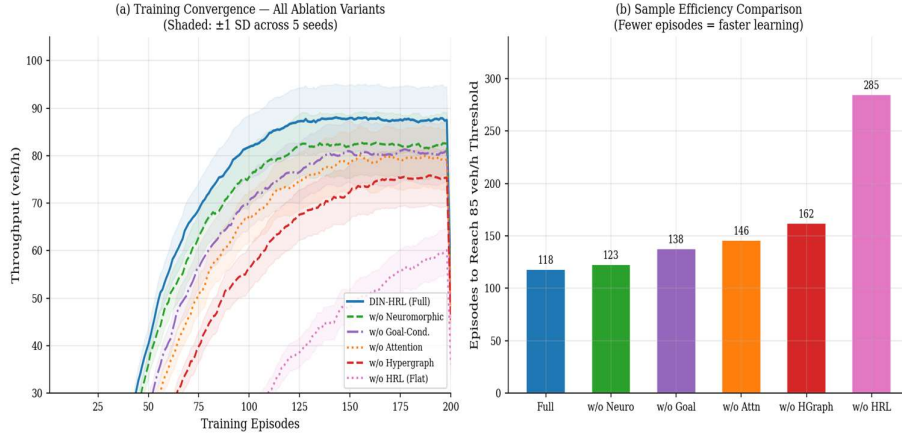 (a) Training Convergence — All Ablation Variants
(Shaded: ±1 SD across 5 seeds)
Throughput (veh/h)
100
90
80
70
60
50
40
30
25
50
75
100
125
150
175
200
Training Episodes
DIN-HRL (Full)
w/o Neuromorphic
w/o Goal-Cond.
w/o Attention
w/o Hypergraph
w/o HRL (Flat)
(b) Sample Efficiency Comparison
(Fewer episodes = faster learning)
Episodes to Reach 85 veh/h Threshold
300
250
200
150
100
50
0
118
123
138
146
162
285
Full
w/o Neuro
w/o Goal
w/o Attn
w/o HGraph
w/o HRL